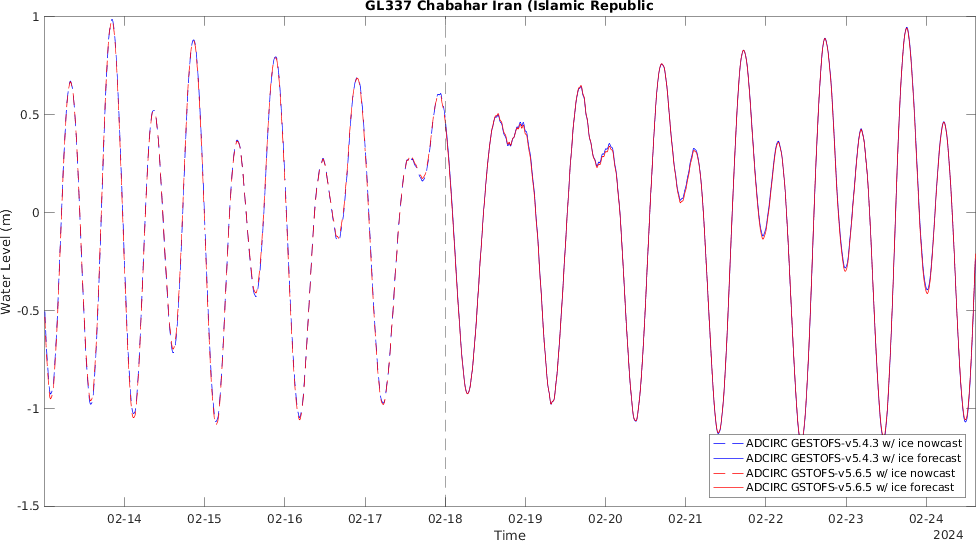 GL337 Chabahar Iran (Islamic Republic
1
0.5
0
-0.5
-1
-1.5
Water Level (m)
ADCIRC GESTOFS-v5.4.3 w/ ice nowcast
ADCIRC GESTOFS-v5.4.3 w/ ice forecast
ADCIRC GSTOFS-v5.6.5 w/ ice nowcast
ADCIRC GSTOFS-v5.6.5 w/ ice forecast
02-14 02-15 02-16 02-17 02-18 02-19 02-20 02-21 02-22 02-23 02-24
Time
2024